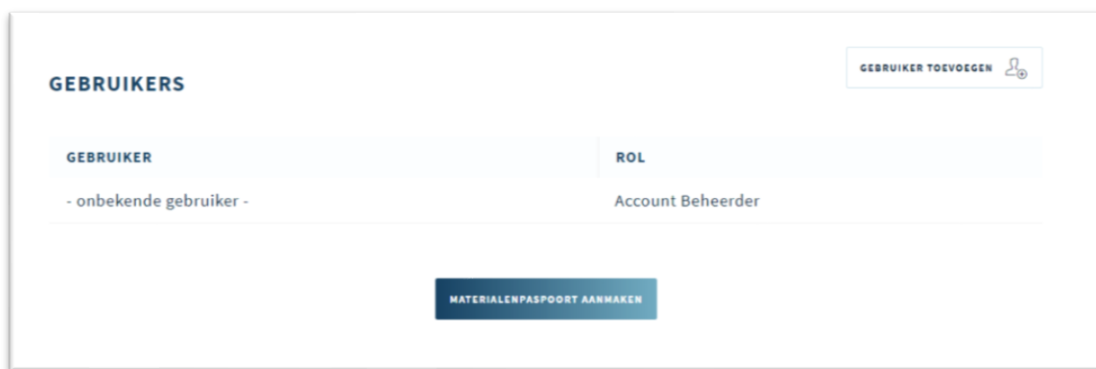 GEBRUIKER TOEVOEGEN
GEBRUIKERS
GEBRUIKER ROL
- onbekende gebruiker - Account Beheerder
MATERIALENPASPOORT AANMAKEN